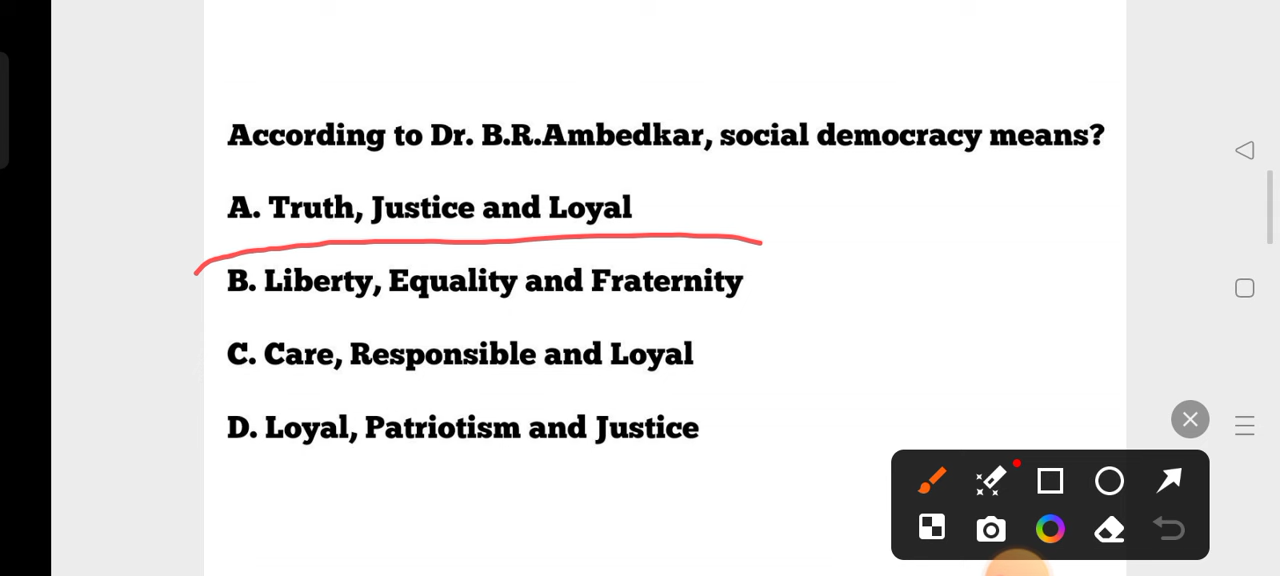 According to Dr. B.R.Ambedkar, social democracy means?
A. Truth, Justice and Loyal
B. Liberty, Equality and Fraternity
C. Care, Responsible and Loyal
D. Loyal, Patriotism and Justice